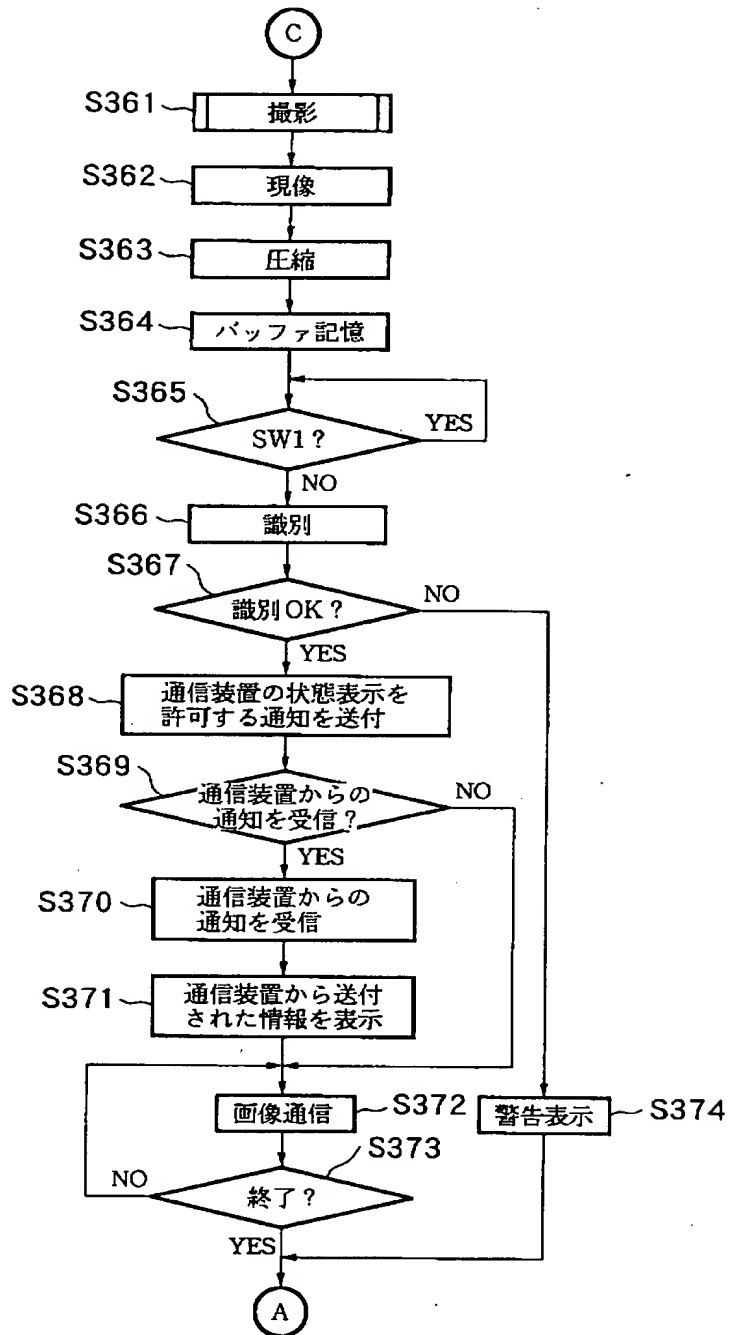 C
S361
撮影
S362
現像
S363
圧縮
S364
バッファ記憶
S365
SW1？
YES
NO
S366
識別
S367
識別OK？
NO
YES
S368
通信装置の状態表示を
許可する通知を送付
S369
通信装置からの
通知を受信？
NO
YES
S370
通信装置からの
通知を受信
S371
通信装置から送付
された情報を表示
画像通信
S372
警告表示
S374
S373
終了？
NO
YES
A